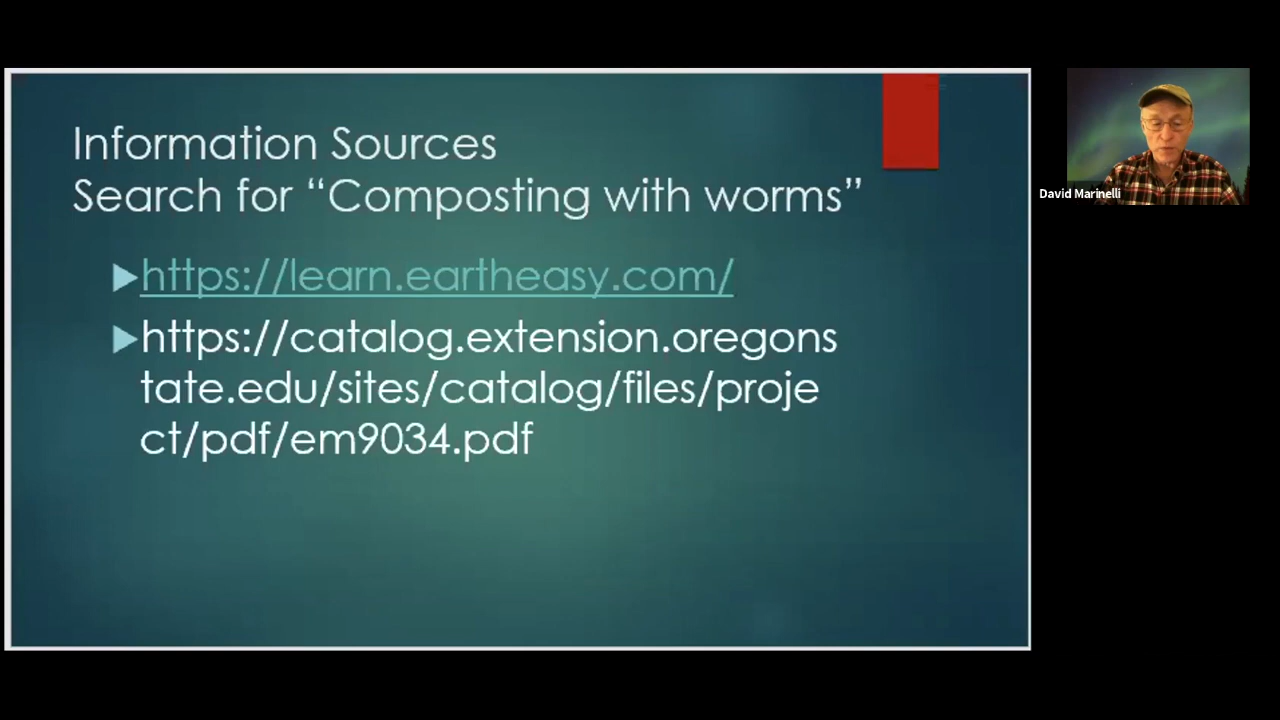 Information Sources
Search for “Composting with worms”
https://learn.eartheasy.com/
https://catalog.extension.oregons
tate.edu/sites/catalog/files/proje
ct/pdf/em9034.pdf
David Marinelli